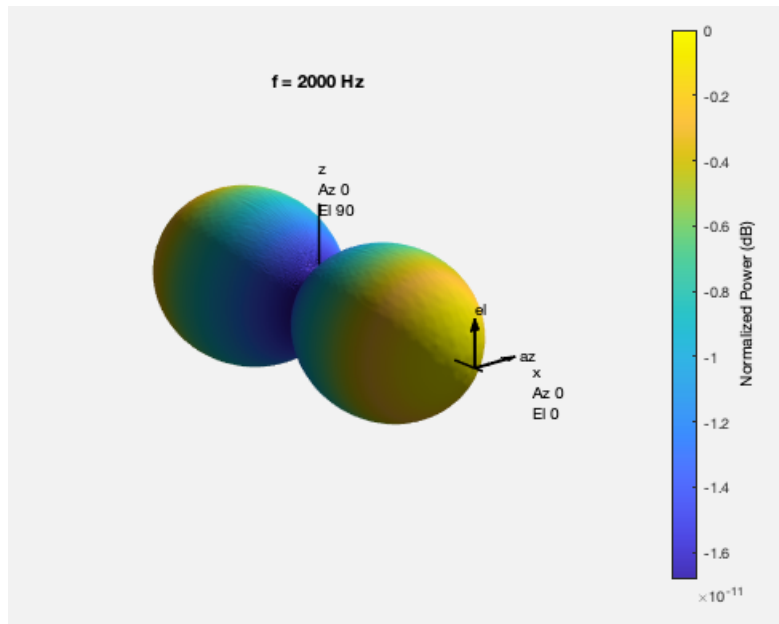 f = 2000 Hz
z
Az 0
El 90
el
az
x
Az 0
El 0
0
-0.2
-0.4
-0.6
-0.8
-1
-1.2
-1.4
-1.6
×10⁻¹¹
Normalized Power (dB)